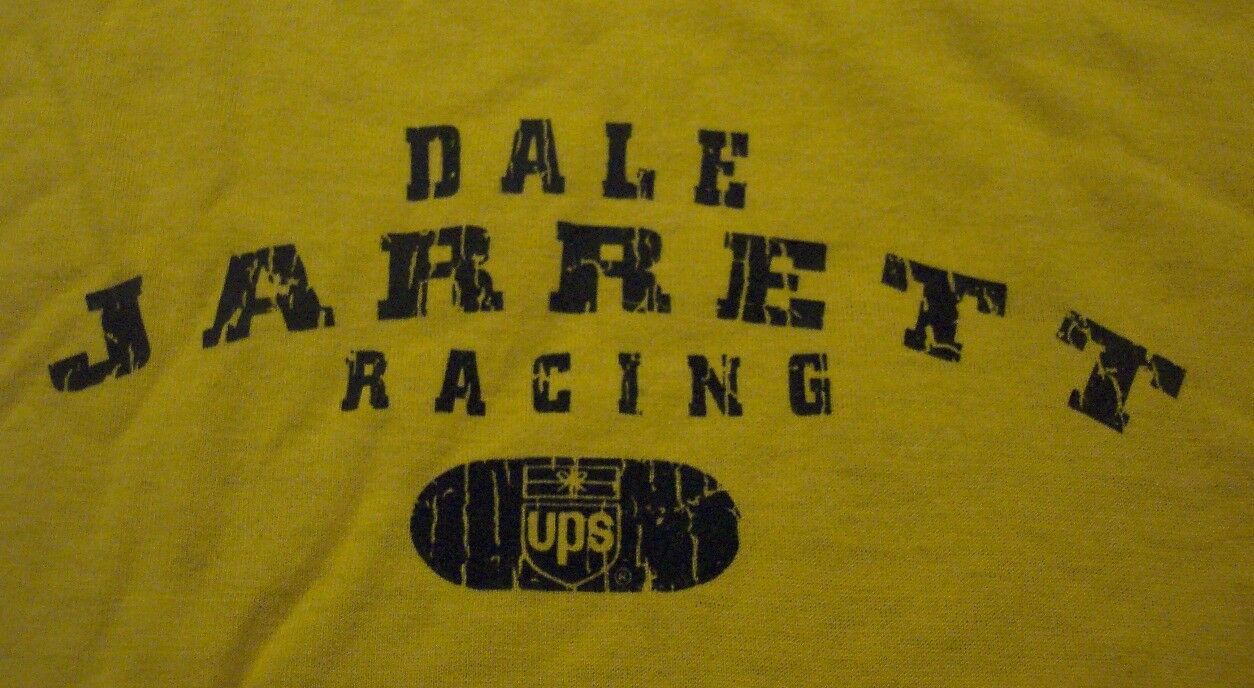 DALE
JARRETT
RACING
ups
®